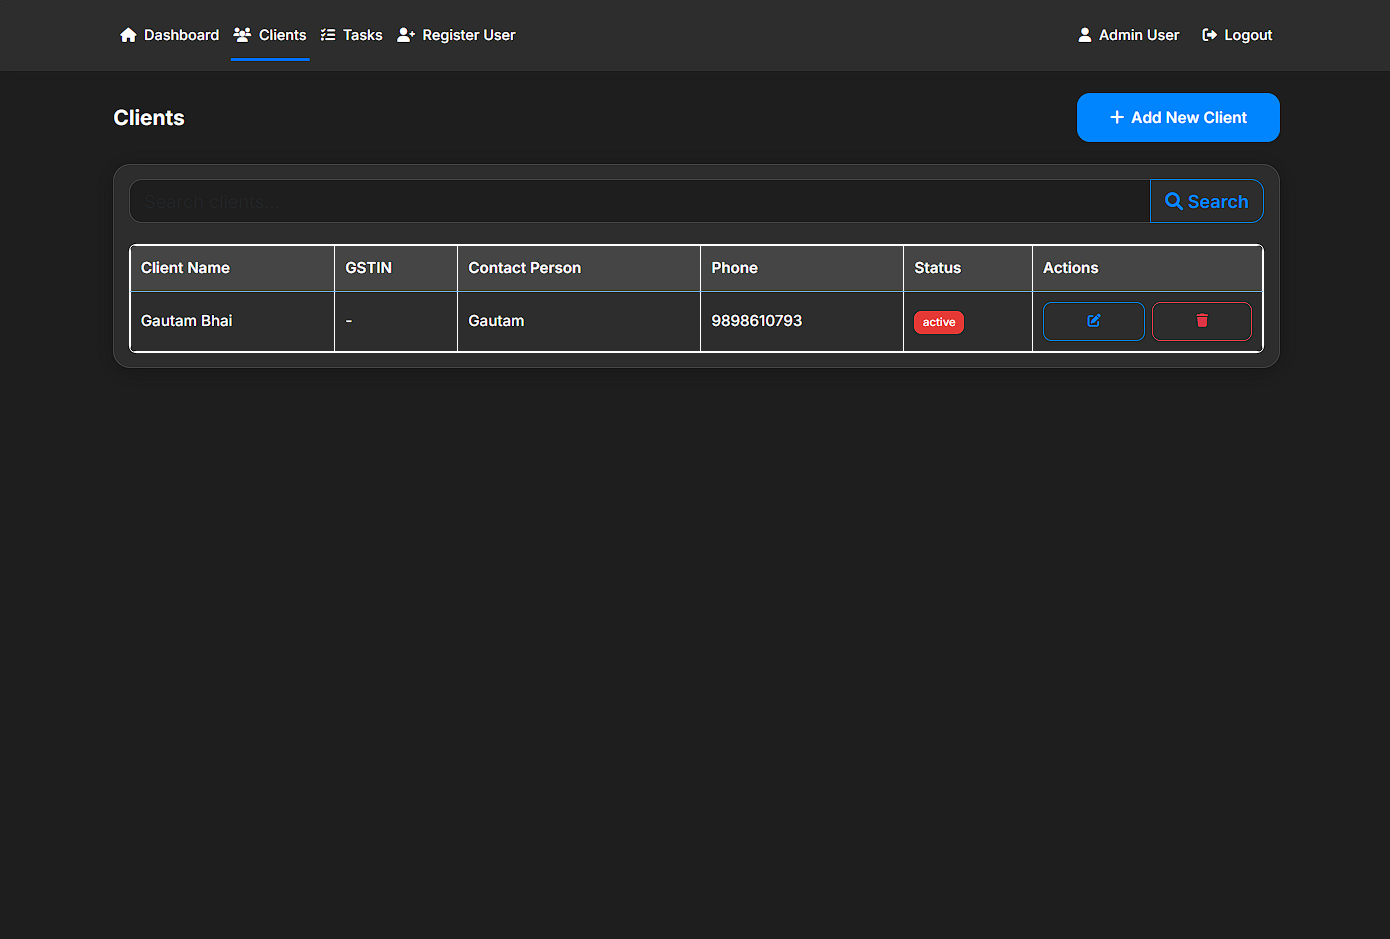 Dashboard Clients Tasks Register User Admin User Logout
Clients
Add New Client
Search clients...
Search
Client Name GSTIN Contact Person Phone Status Actions
Gautam Bhai - Gautam 9898610793 active